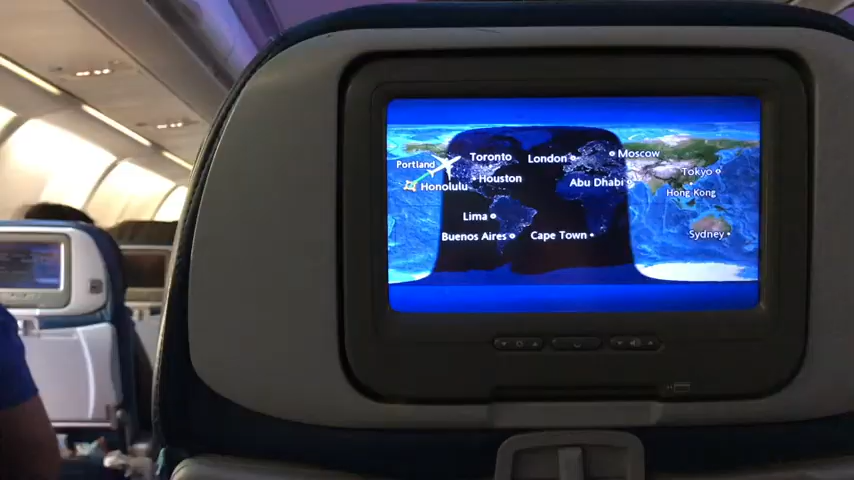 Toronto
London
Moscow
Portland
Tokyo
Houston
Abu Dhabi
Honolulu
Hong Kong
Lima
Buenos Aires
Cape Town
Sydney